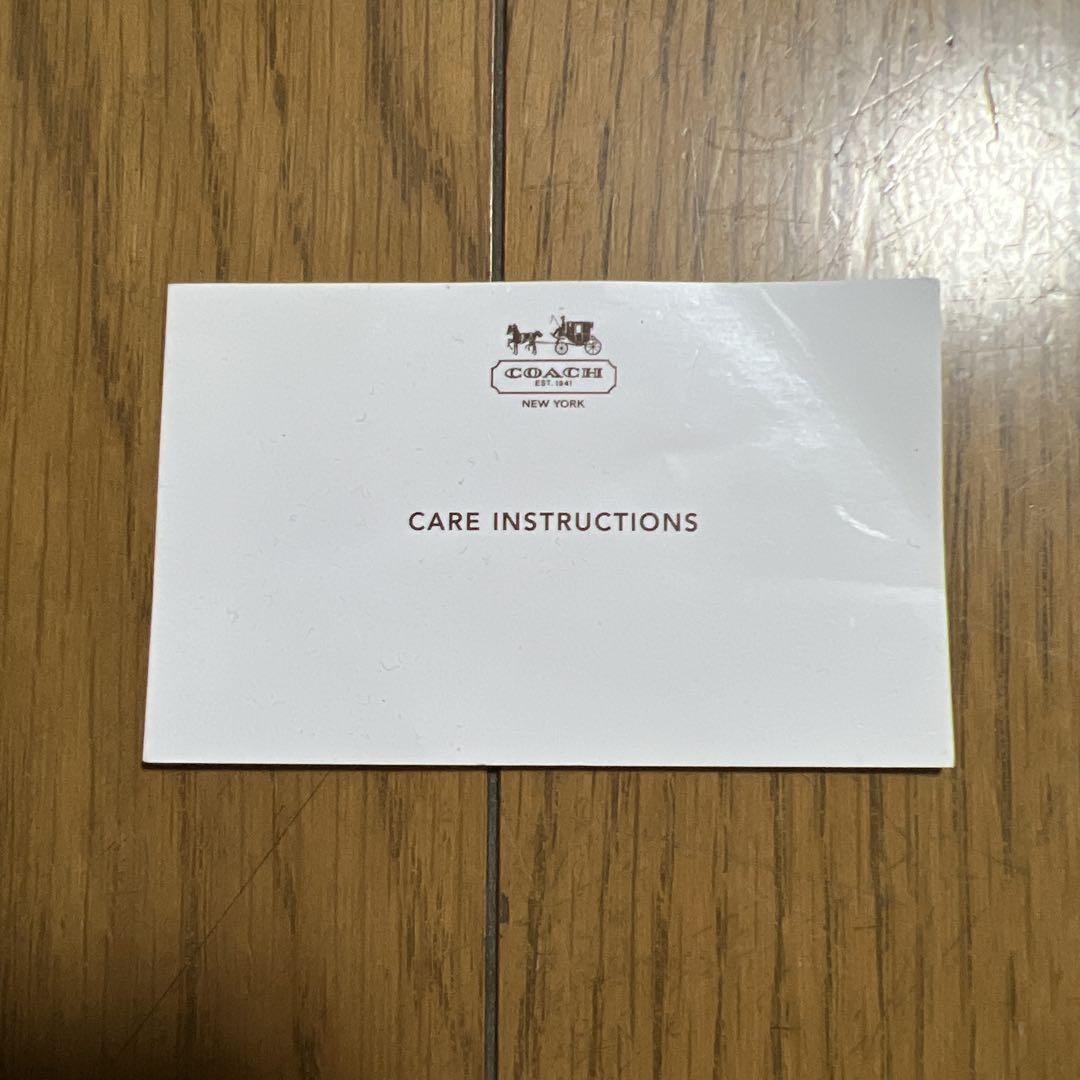 COACH
EST. 1941
NEW YORK
CARE INSTRUCTIONS